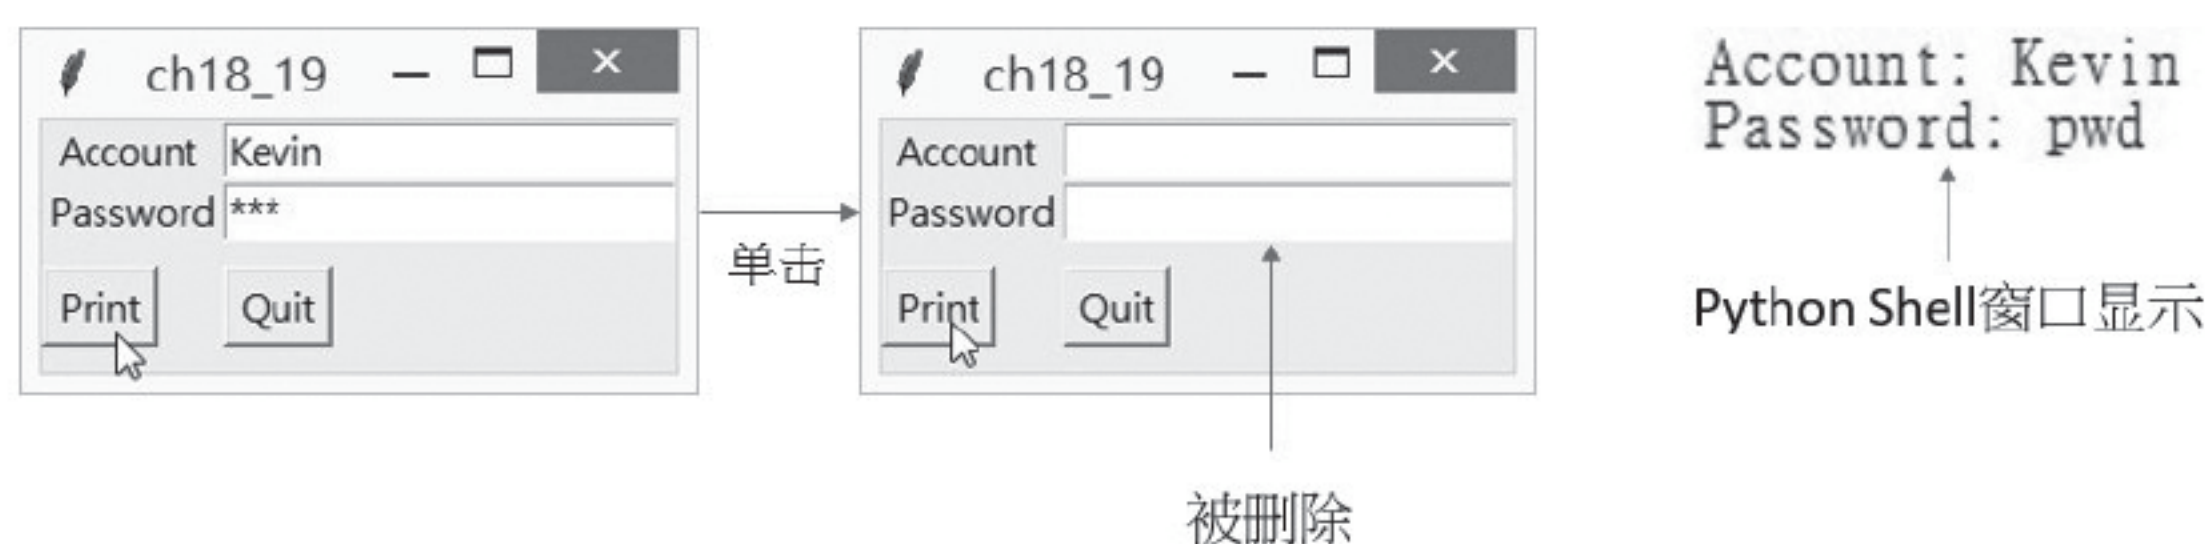 ch18_19
Account Kevin
Password ***
Print Quit
单击
ch18_19
Account
Password
Print Quit
被删除
Account: Kevin
Password: pwd
Python Shell窗口显示